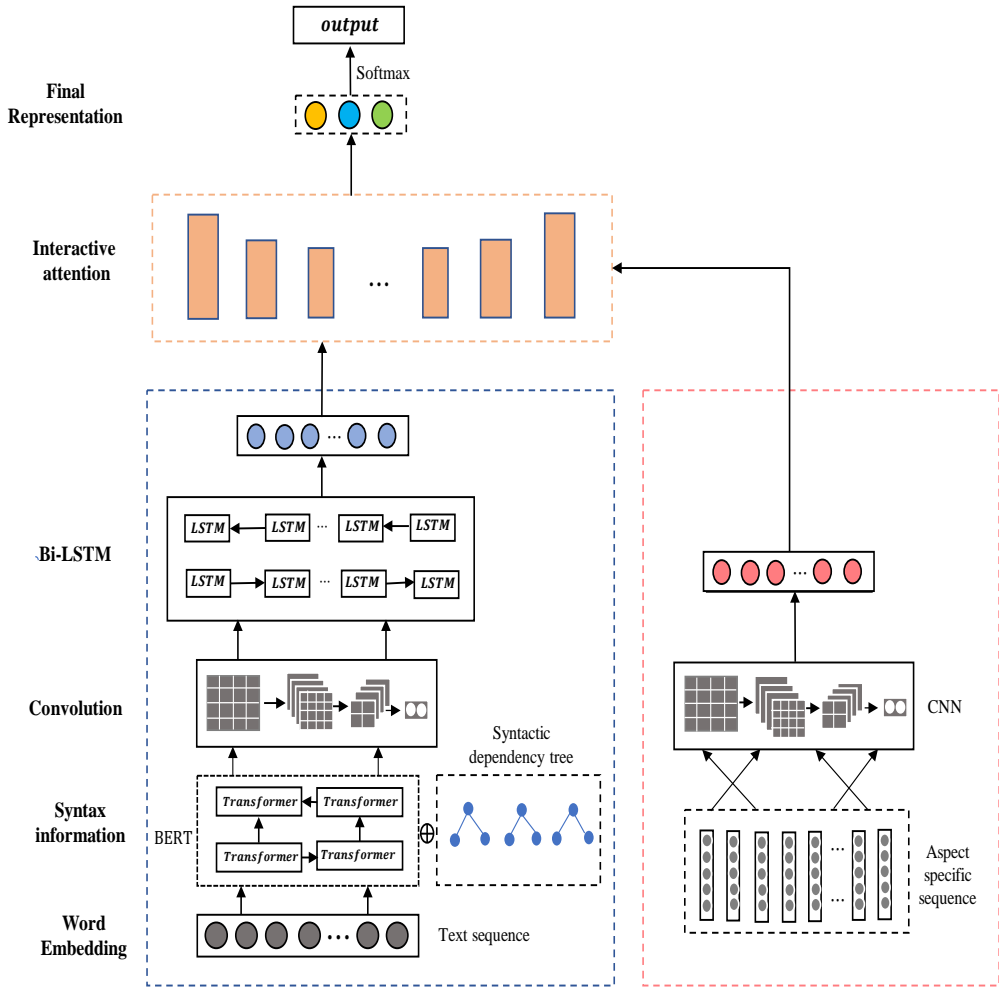 output
Softmax
Final
Representation
Interactive
attention
...
...
LSTM LSTM ... LSTM LSTM
Bi-LSTM
LSTM LSTM ... LSTM LSTM
...
Convolution
CNN
Syntactic
dependency tree
Syntax
information
BERT
Transformer Transformer
Transformer Transformer
...
...
Aspect
specific
sequence
Word
Embedding
...
Text sequence